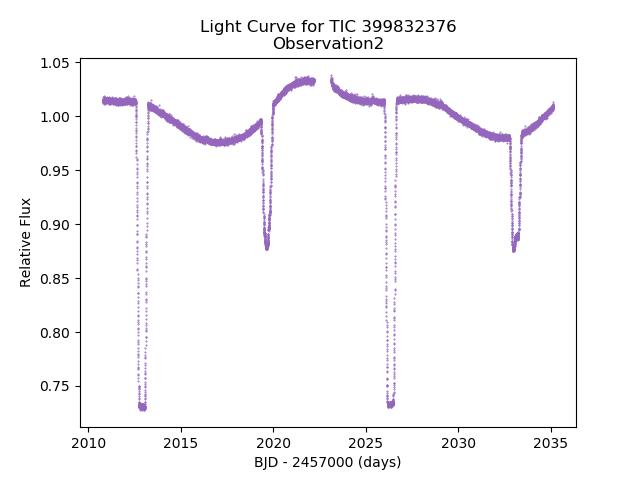 Light Curve for TIC 399832376
Observation2
1.05
1.00
0.95
0.90
0.85
0.80
0.75
Relative Flux
2010 2015 2020 2025 2030 2035
BJD - 2457000 (days)